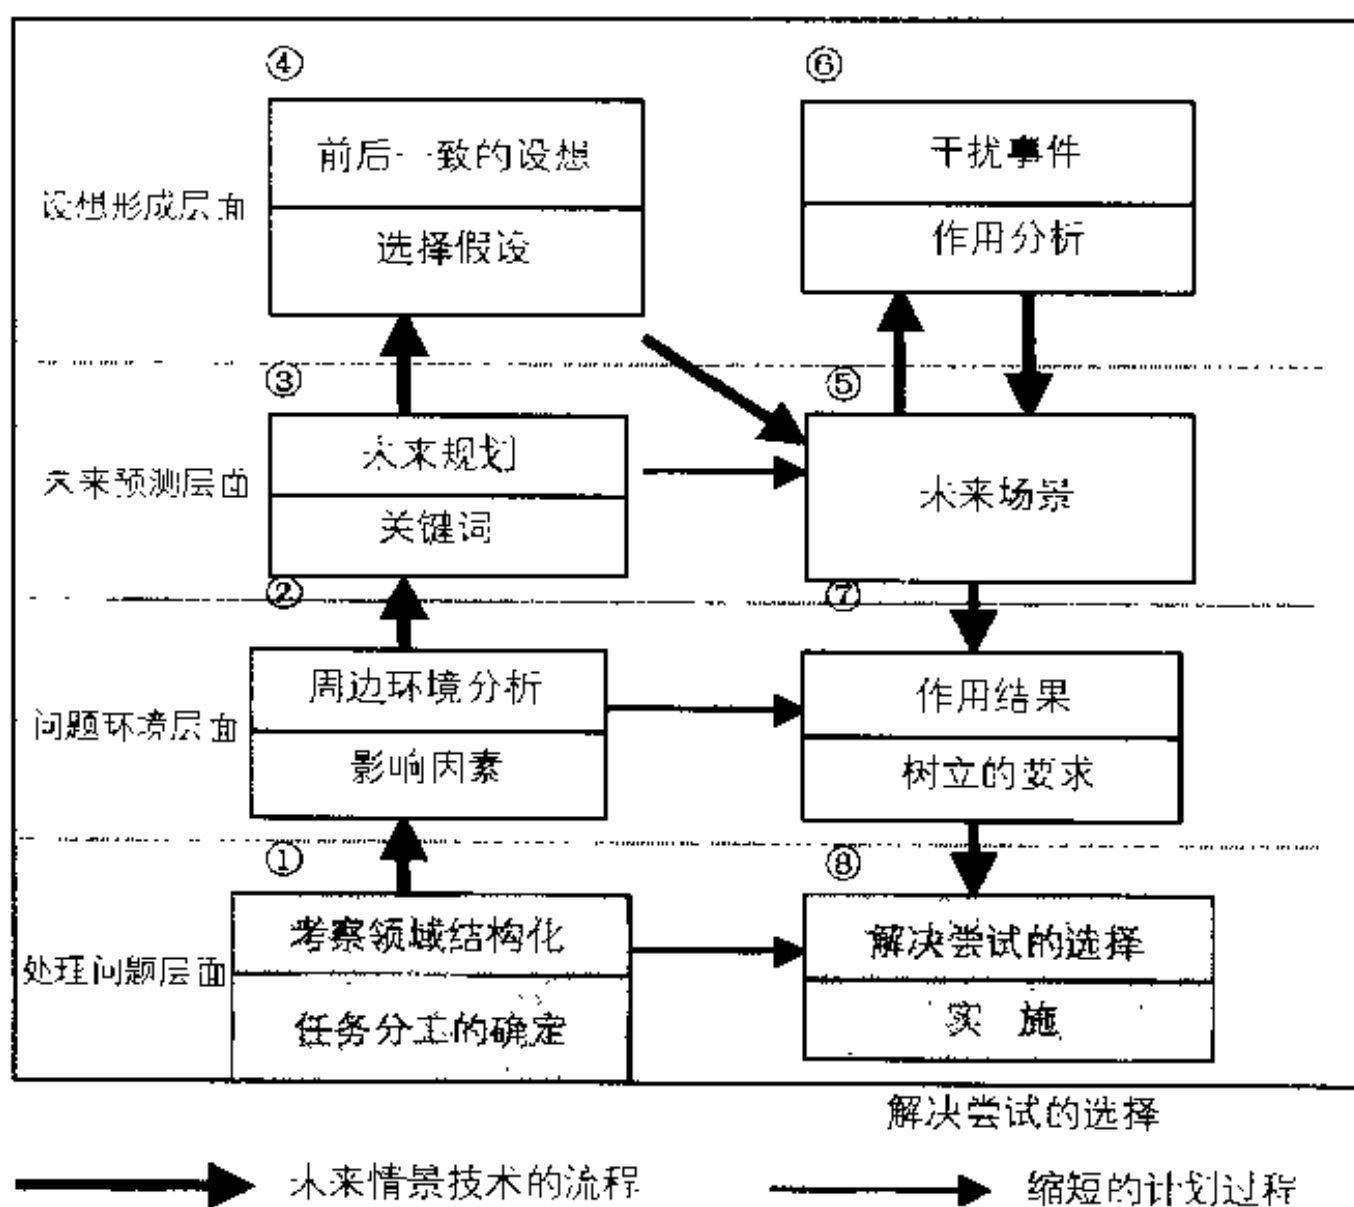 ④
⑥
前后一致的设想
干扰事件
设想形成层面
选择假设
作用分析
③
⑤
未来规划
未来预测层面
未来场景
关键词
②
⑦
周边环境分析
作用结果
问题环境层面
影响因素
树立的要求
①
⑧
考察领域结构化
解决尝试的选择
处理问题层面
任务分工的确定
实 施
解决尝试的选择
未来情景技术的流程
缩短的计划过程